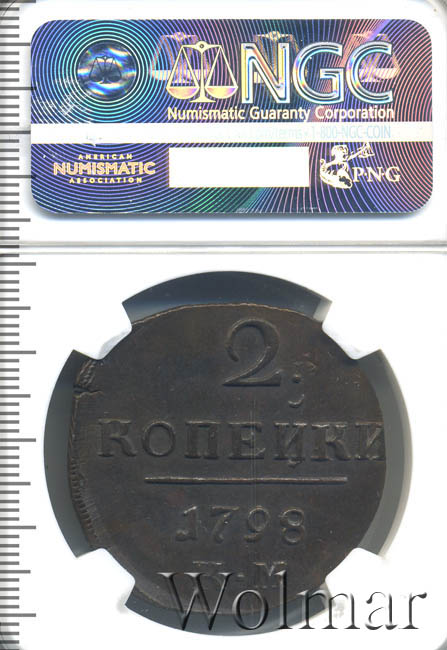 NGC
Numismatic Guaranty Corporation
1-800-NGC-COIN
AMERICAN
NUMISMATIC
ASSOCIATION
PNG
2
КОПЕЙКИ
1798
К·М
Wolmar